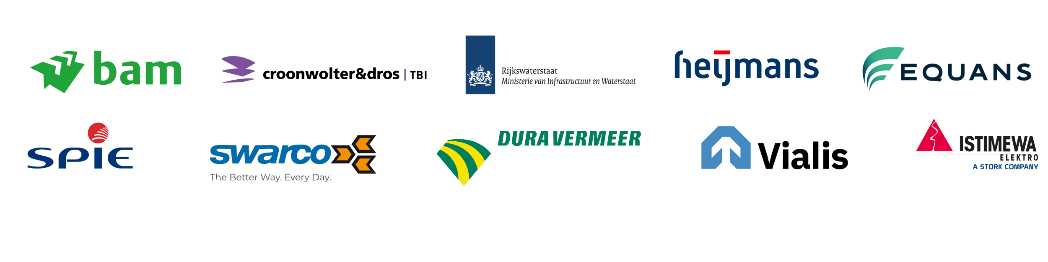 bam
croonwolter&dros | TBI
Rijkswaterstaat
Ministerie van Infrastructuur en Waterstaat
heijmans
EQUANS
SPIE
swarco
The Better Way. Every Day.
DURA VERMEER
Vialis
ISTIMEWA
ELEKTRO
A STORK COMPANY